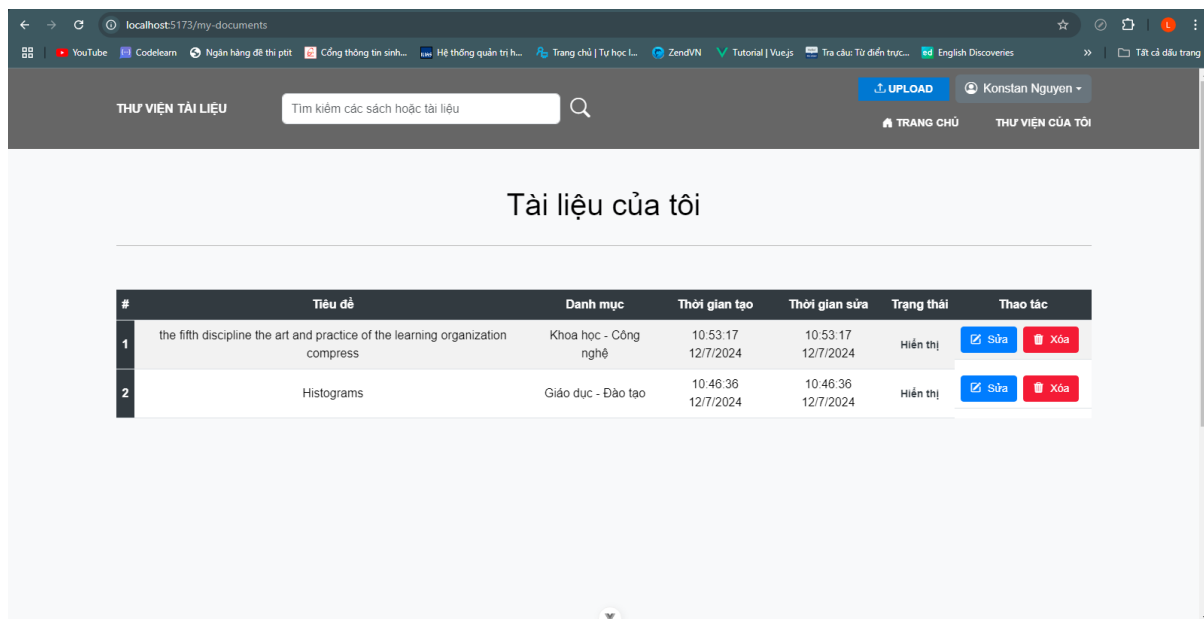 localhost:5173/my-documents
L
YouTube Codelearn Ngân hàng đề thi ptit Cổng thông tin sinh... Hệ thống quản trị h... Trang chủ | Tự học l... ZendVN Tutorial | Vue.js Tra câu: Từ điển trực... ed English Discoveries » Tất cả dấu trang
UPLOAD Konstan Nguyen
THƯ VIỆN TÀI LIỆU Tìm kiếm các sách hoặc tài liệu
TRANG CHỦ THƯ VIỆN CỦA TÔI
Tài liệu của tôi
# Tiêu đề Danh mục Thời gian tạo Thời gian sửa Trạng thái Thao tác
1 the fifth discipline the art and practice of the learning organization compress Khoa học - Công nghệ 10:53:17 12/7/2024 10:53:17 12/7/2024 Hiển thị Sửa Xóa
2 Histograms Giáo dục - Đào tạo 10:46:36 12/7/2024 10:46:36 12/7/2024 Hiển thị Sửa Xóa